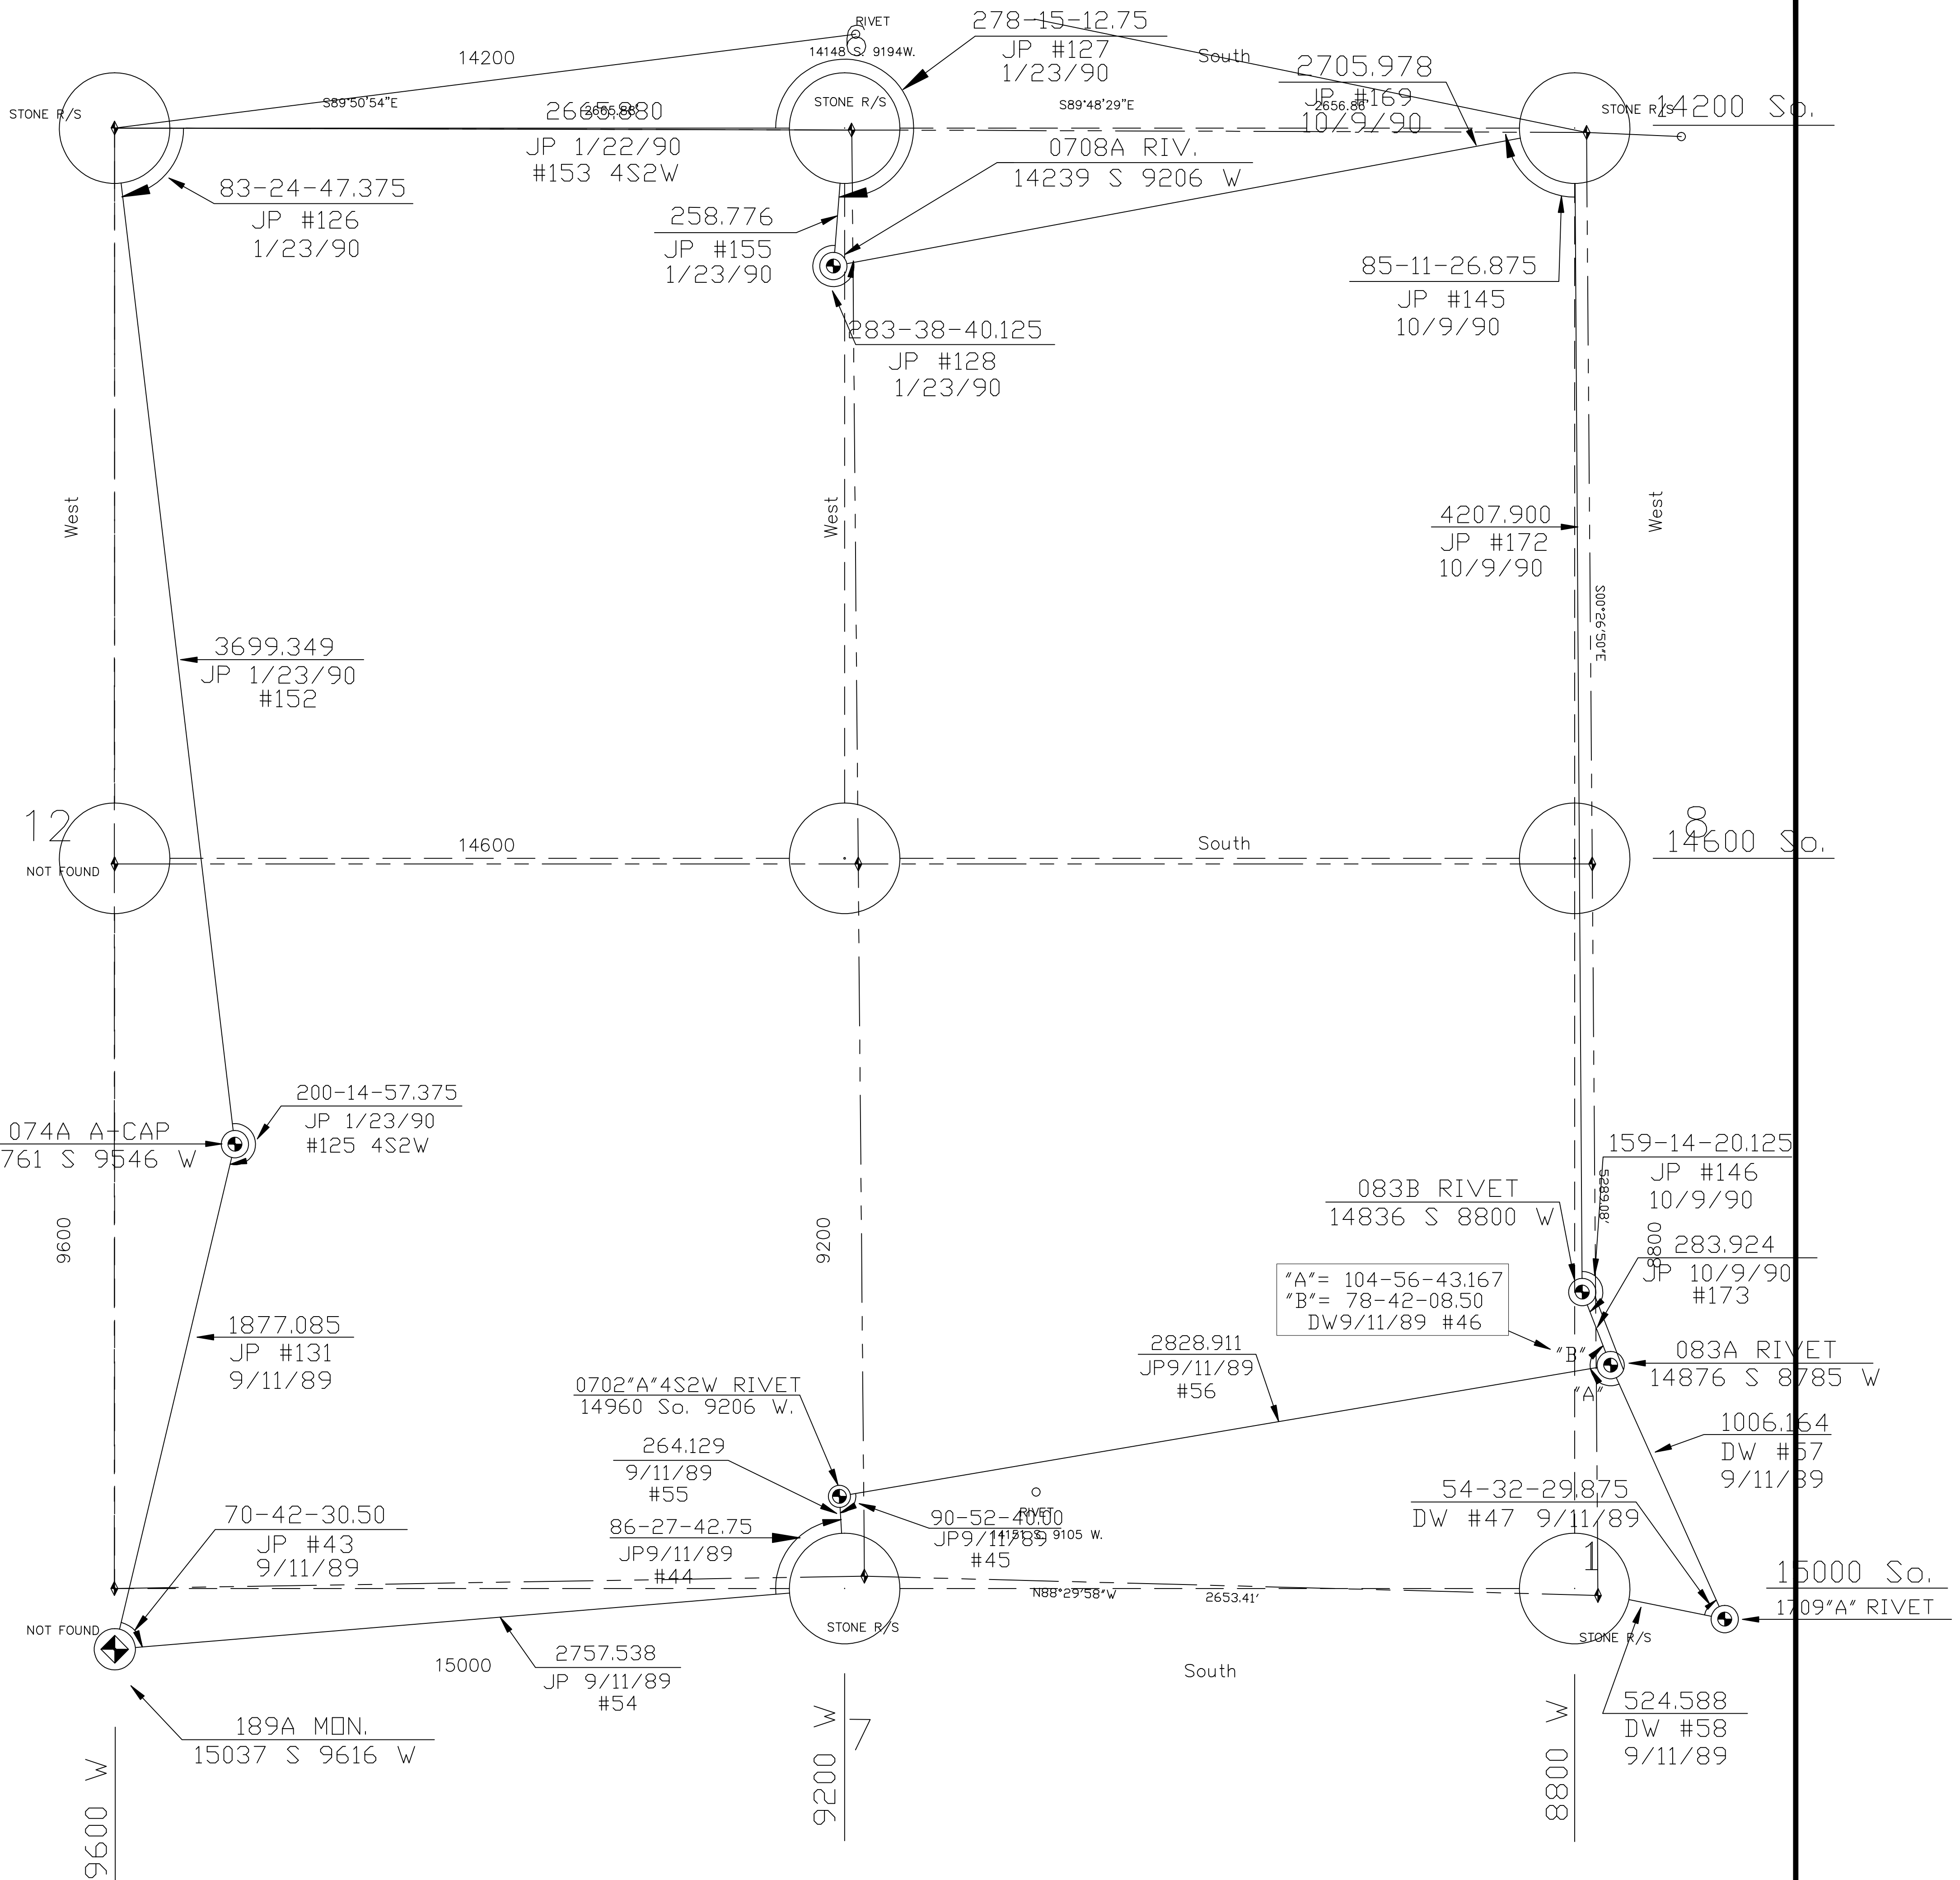 RIVET
14148 S. 9194W.
278-15-12.75
JP #127
1/23/90
14200
South
2705.978
JP #169
10/9/90
STONE R/S
S89°50'54"E
2665.880
2665.88'
JP 1/22/90
#153 4S2W
STONE R/S
S89°48'29"E
2656.86'
STONE R/S
14200 So.
83-24-47.375
JP #126
1/23/90
0708A RIV.
14239 S 9206 W
258.776
JP #155
1/23/90
85-11-26.875
JP #145
10/9/90
283-38-40.125
JP #128
1/23/90
West
West
West
4207.900
JP #172
10/9/90
S00°26'50"E
3699.349
JP 1/23/90
#152
12
NOT FOUND
14600
South
8
14600 So.
200-14-57.375
JP 1/23/90
#125 4S2W
074A A-CAP
761 S 9546 W
159-14-20.125
JP #146
10/9/90
5289.08'
083B RIVET
14836 S 8800 W
9600
9200
8800
283.924
JP 10/9/90
#173
"A"= 104-56-43.167
"B"= 78-42-08.50
DW9/11/89 #46
"B"
"A"
083A RIVET
14876 S 8785 W
1877.085
JP #131
9/11/89
2828.911
JP9/11/89
#56
0702"A"4S2W RIVET
14960 So. 9206 W.
264.129
9/11/89
#55
1006.164
DW #57
9/11/89
70-42-30.50
JP #43
9/11/89
86-27-42.75
JP9/11/89
#44
90-52-40.00
JP9/11/89
#45
RIVET
14151 S. 9105 W.
54-32-29.875
DW #47 9/11/89
1
15000 So.
1709"A" RIVET
N88°29'58"W
2653.41'
NOT FOUND
STONE R/S
STONE R/S
15000
South
2757.538
JP 9/11/89
#54
189A MON.
15037 S 9616 W
524.588
DW #58
9/11/89
7
9600 W
9200 W
8800 W